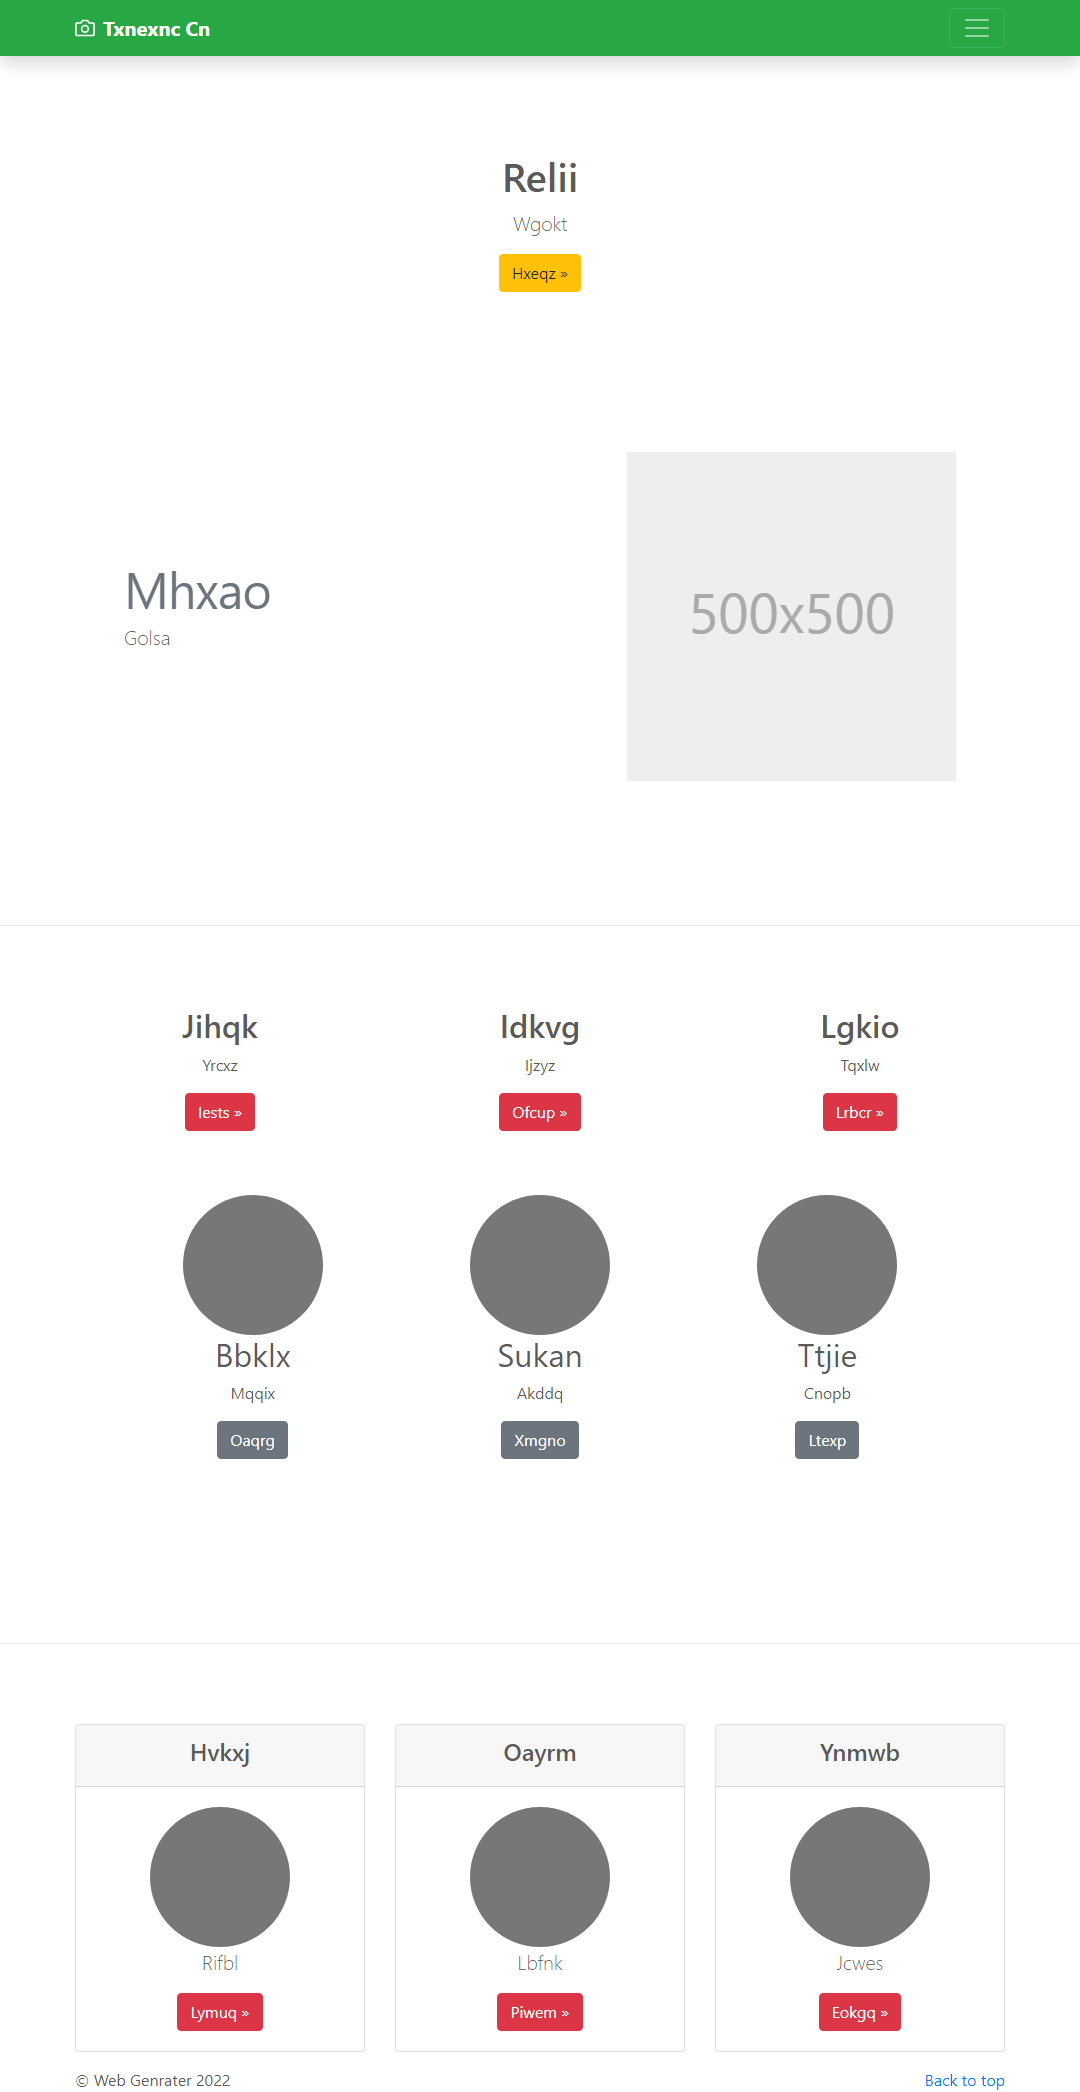 Txnexnc Cn
Relii
Wgokt
Hxeqz »
Mhxao
Golsa
500x500
Jihqk
Idkvg
Lgkio
Yrcxz
Ijzyz
Tqxlw
Iests »
Ofcup »
Lrbcr »
Bbklx
Sukan
Ttjie
Mqqix
Akddq
Cnopb
Oaqrg
Xmgno
Ltexp
Hvkxj
Oayrm
Ynmwb
Rifbl
Lbfnk
Jcwes
Lymuq »
Piwem »
Eokgq »
© Web Genrater 2022
Back to top